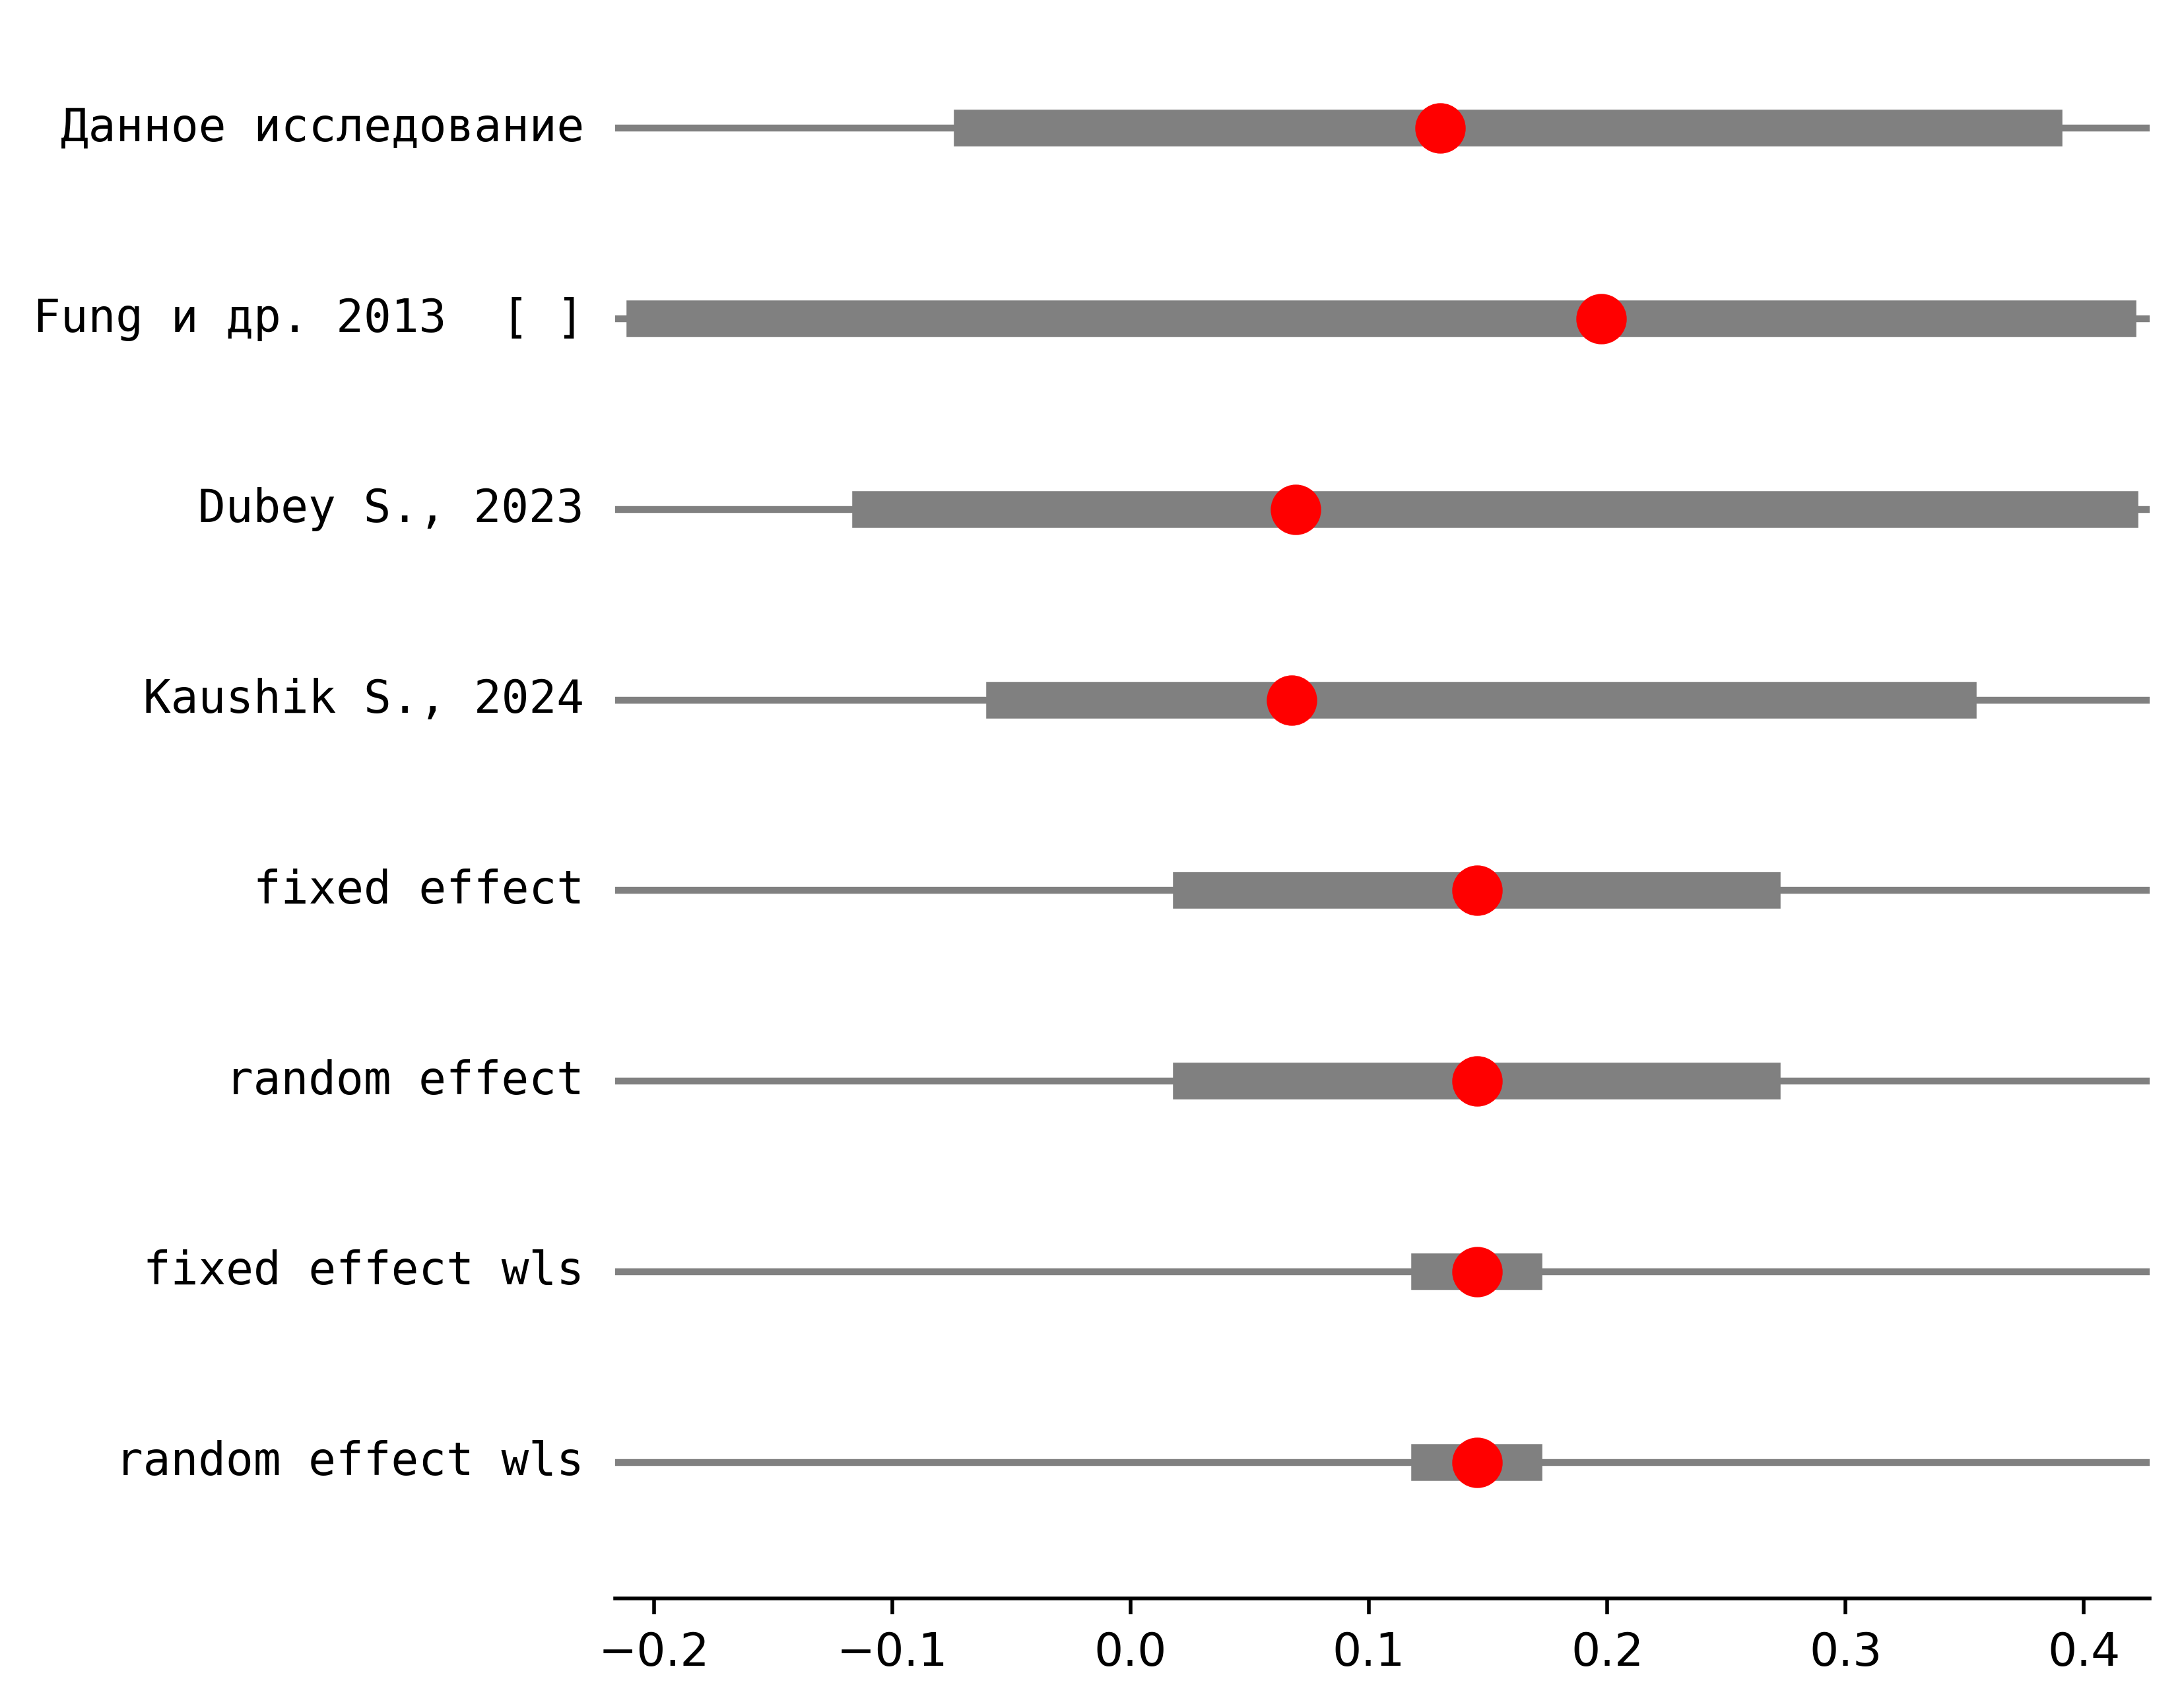 Данное исследование
Fung и др. 2013  [ ]
Dubey S., 2023
Kaushik S., 2024
fixed effect
random effect
fixed effect wls
random effect wls
−0.2 −0.1 0.0 0.1 0.2 0.3 0.4